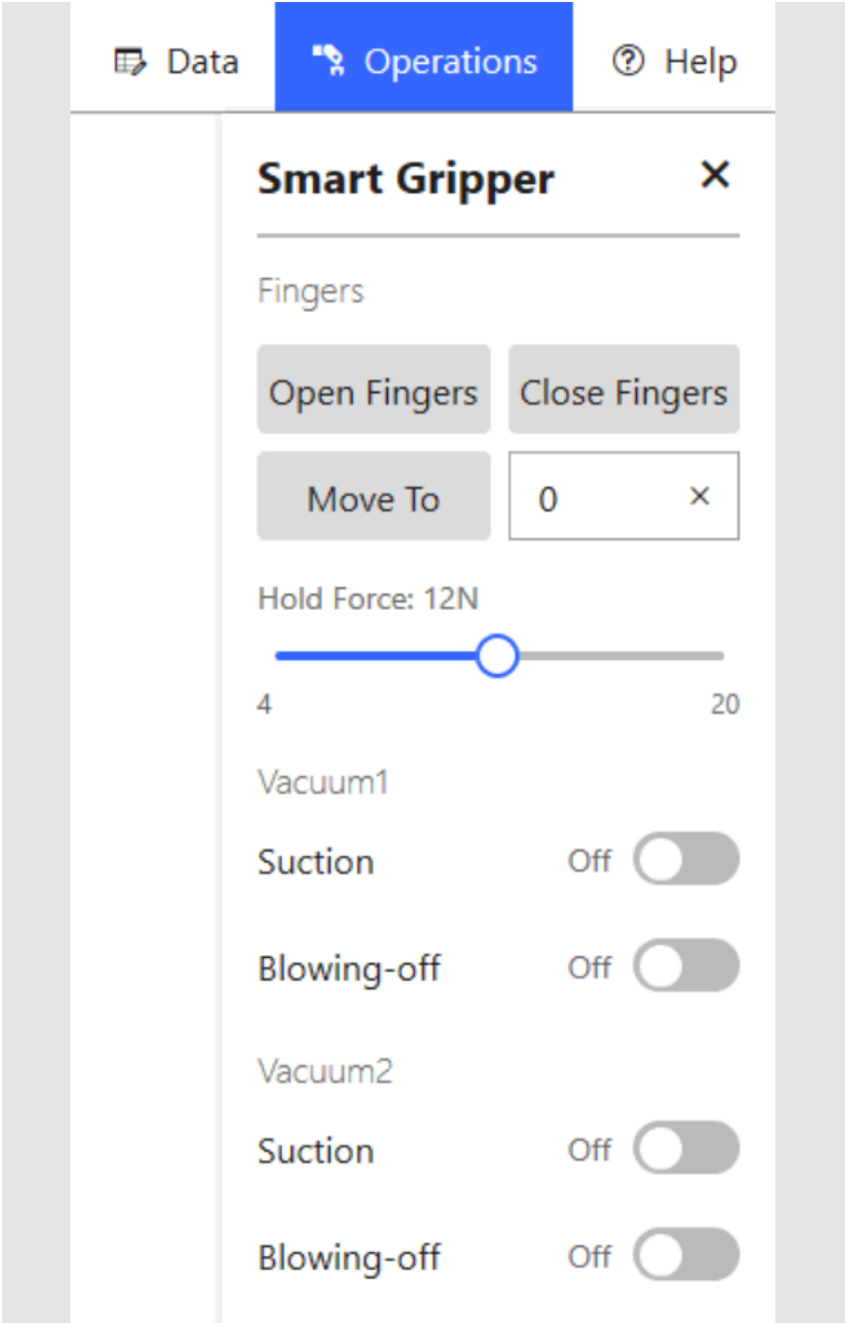 Data Operations Help
Smart Gripper
Fingers
Open Fingers Close Fingers
Move To 0
Hold Force: 12N
4 20
Vacuum1
Suction Off
Blowing-off Off
Vacuum2
Suction Off
Blowing-off Off